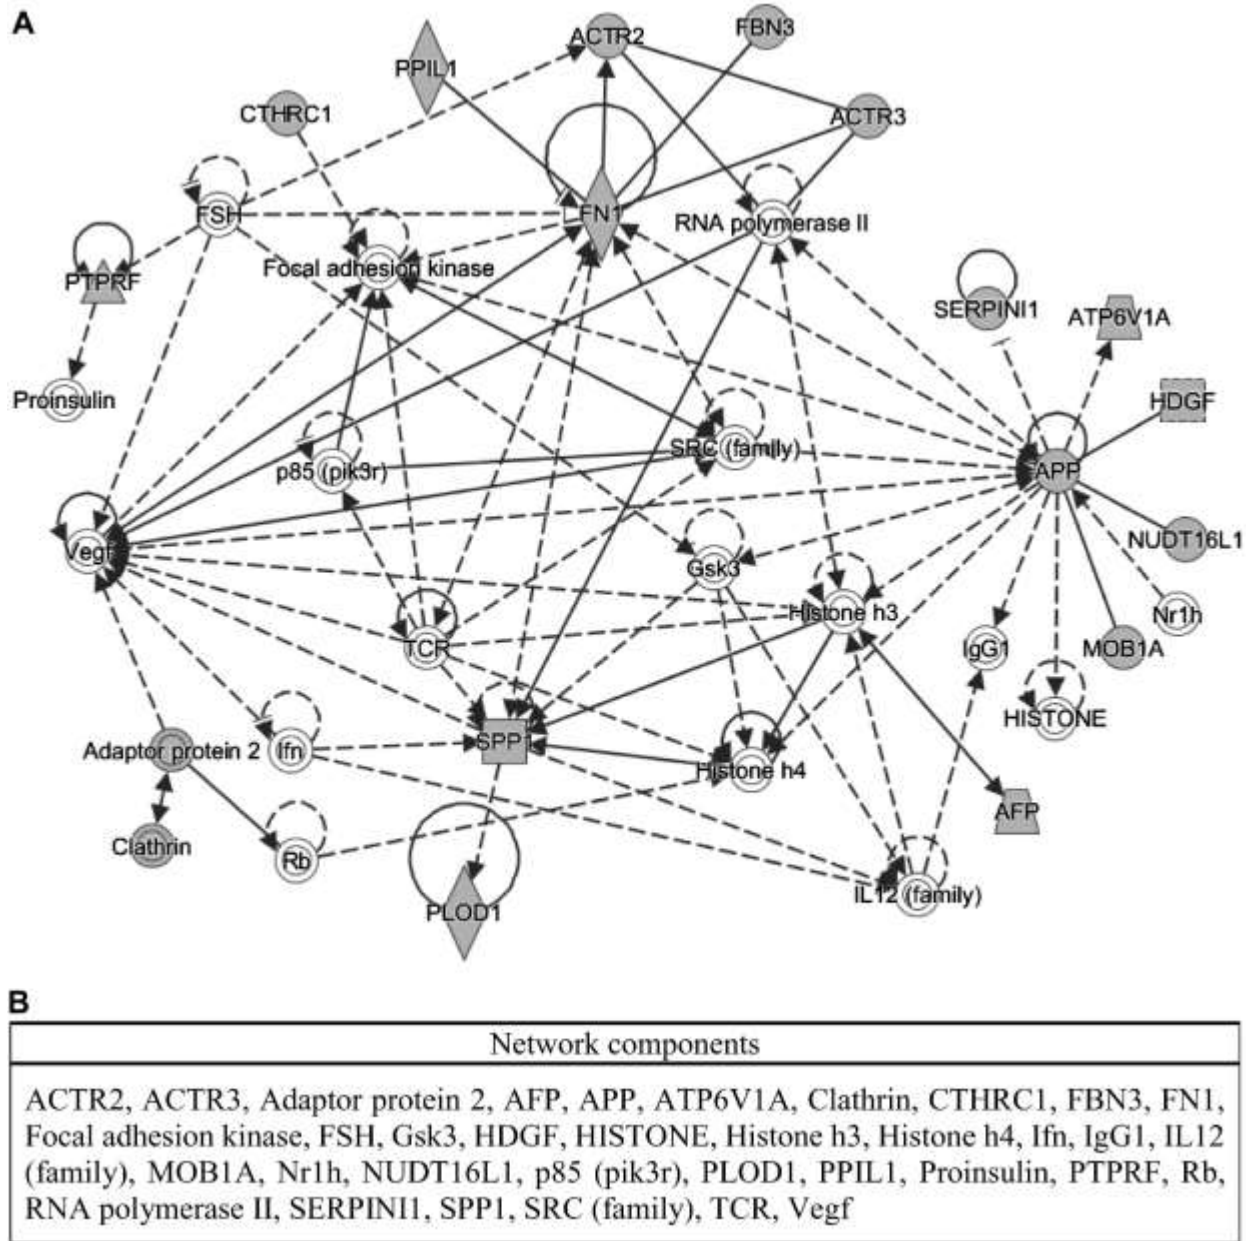 A
ACTR2
FBN3
PPIL1
CTHRC1
ACTR3
FSH
FN1
RNA polymerase II
Focal adhesion kinase
PTPRF
SERPINI1
ATP6V1A
Proinsulin
HDGF
SRC (family)
p85 (pik3r)
APP
Vegf
NUDT16L1
Gsk3
Histone h3
Nr1h
TCR
IgG1
MOB1A
HISTONE
Adaptor protein 2
Ifn
SPP1
Histone h4
AFP
Clathrin
Rb
IL12 (family)
PLOD1
B
Network components
ACTR2, ACTR3, Adaptor protein 2, AFP, APP, ATP6V1A, Clathrin, CTHRC1, FBN3, FN1,
Focal adhesion kinase, FSH, Gsk3, HDGF, HISTONE, Histone h3, Histone h4, Ifn, IgG1, IL12
(family), MOB1A, Nr1h, NUDT16L1, p85 (pik3r), PLOD1, PPIL1, Proinsulin, PTPRF, Rb,
RNA polymerase II, SERPINI1, SPP1, SRC (family), TCR, Vegf